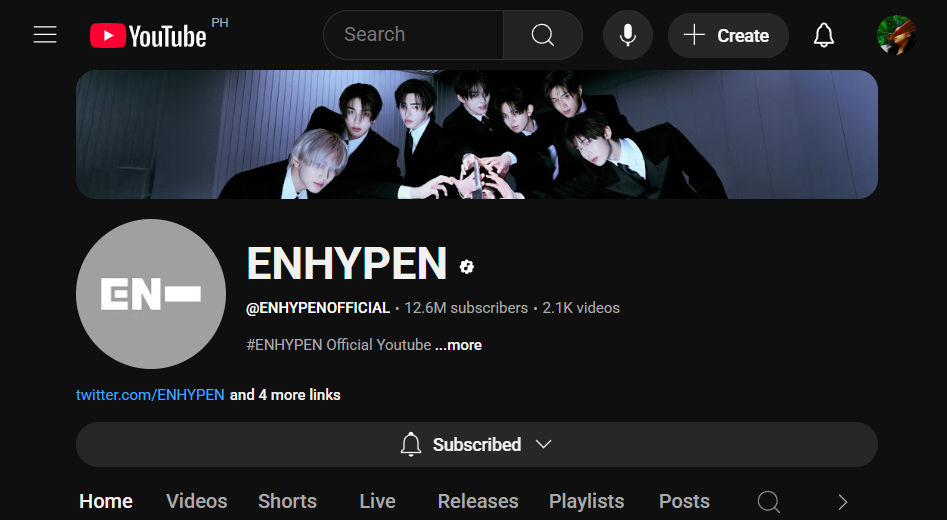 YouTube PH
Search
Create
ENHYPEN
@ENHYPENOFFICIAL • 12.6M subscribers • 2.1K videos
#ENHYPEN Official Youtube ...more
EN-
twitter.com/ENHYPEN and 4 more links
Subscribed
Home Videos Shorts Live Releases Playlists Posts